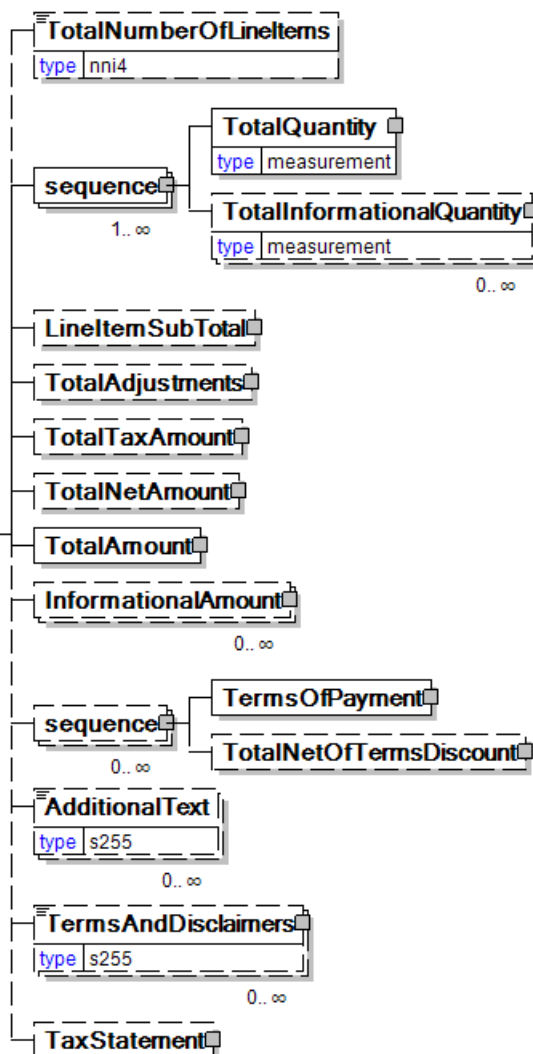 TotalNumberOfLineItems
type nni4
TotalQuantity
type measurement
sequence
1.. ∞
TotalInformationalQuantity
type measurement
0.. ∞
LineItemSubTotal
TotalAdjustments
TotalTaxAmount
TotalNetAmount
TotalAmount
InformationalAmount
0.. ∞
TermsOfPayment
sequence
0.. ∞
TotalNetOfTermsDiscount
AdditionalText
type s255
0.. ∞
TermsAndDisclaimers
type s255
0.. ∞
TaxStatement